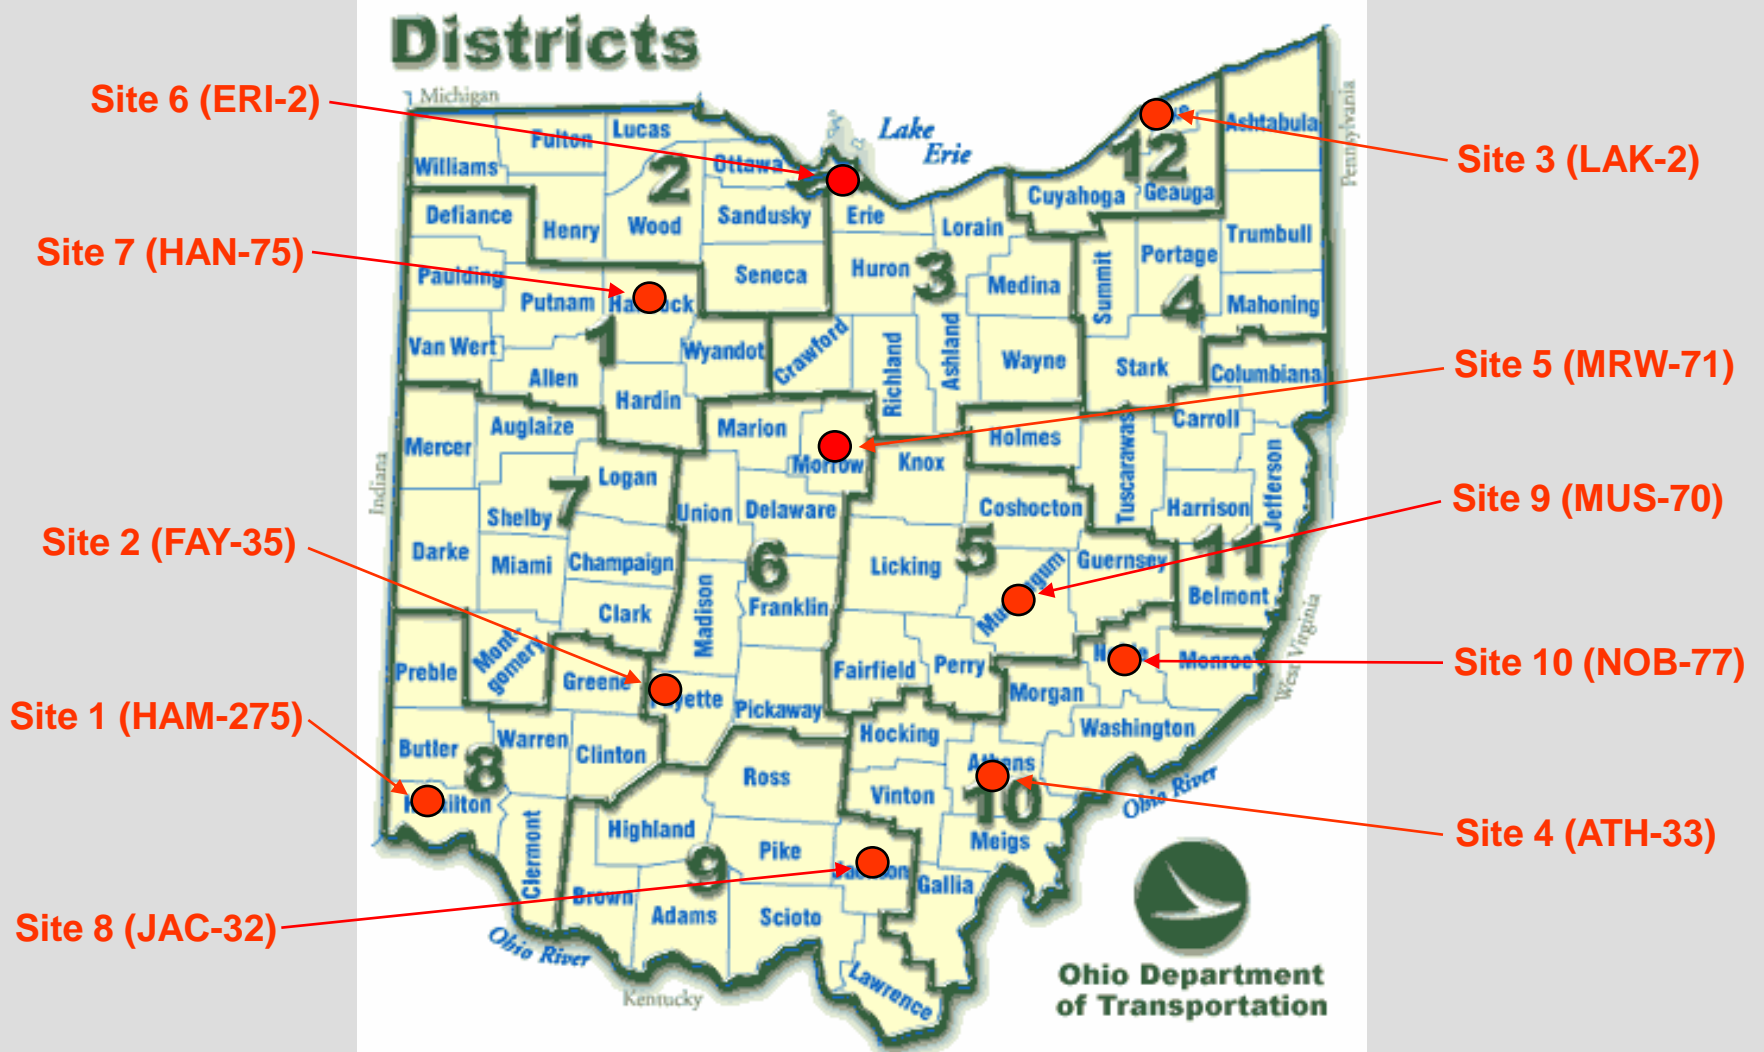 Districts
Michigan
Site 6 (ERI-2)
Lake
Erie
Pennsylvania
Site 3 (LAK-2)
Williams
Fulton
Lucas
Ottawa
2
12
Ashtabula
Cuyahoga
Geauga
Defiance
Henry
Wood
Sandusky
Erie
Lorain
Trumbull
Site 7 (HAN-75)
Paulding
Putnam
Seneca
Huron
3
Medina
Summit
Portage
4
Mahoning
Van Wert
1
Wyandot
Crawford
Richland
Ashland
Wayne
Stark
Columbiana
Site 5 (MRW-71)
Allen
Hardin
Mercer
Auglaize
Marion
Morrow
Knox
Holmes
Tuscarawas
Carroll
Jefferson
Indiana
Logan
7
Shelby
Union
Delaware
Coshocton
Harrison
Site 9 (MUS-70)
Site 2 (FAY-35)
Darke
Miami
Champaign
6
Licking
5
Guernsey
11
Belmont
Clark
Madison
Franklin
West Virginia
Preble
Mont-
gomery
Greene
Pickaway
Fairfield
Perry
Morgan
Monroe
Site 10 (NOB-77)
Site 1 (HAM-275)
Butler
Warren
Clinton
8
Hocking
Washington
Ross
Vinton
10
Ohio River
Highland
Clermont
Pike
Meigs
Site 4 (ATH-33)
9
Brown
Adams
Scioto
Gallia
Site 8 (JAC-32)
Ohio River
Kentucky
Lawrence
Ohio Department
of Transportation